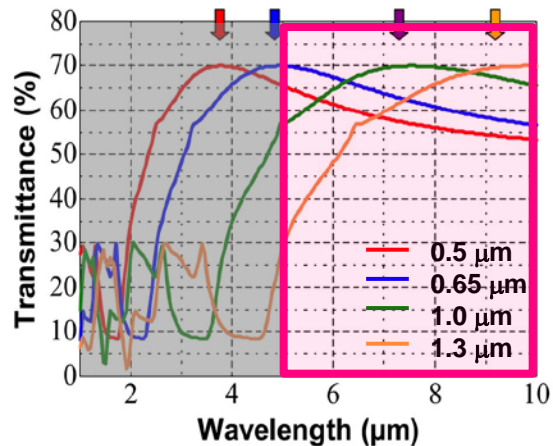 80
70
60
50
40
30
20
10
0
Transmittance (%)
0.5 μm
0.65 μm
1.0 μm
1.3 μm
2 4 6 8 10
Wavelength (μm)